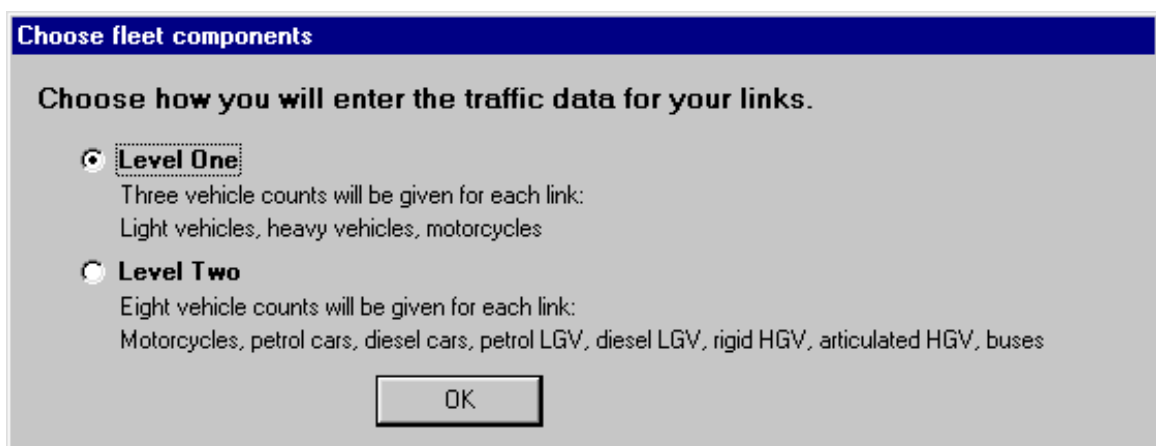 Choose fleet components
Choose how you will enter the traffic data for your links.
Level One
Three vehicle counts will be given for each link:
Light vehicles, heavy vehicles, motorcycles
Level Two
Eight vehicle counts will be given for each link:
Motorcycles, petrol cars, diesel cars, petrol LGV, diesel LGV, rigid HGV, articulated HGV, buses
OK